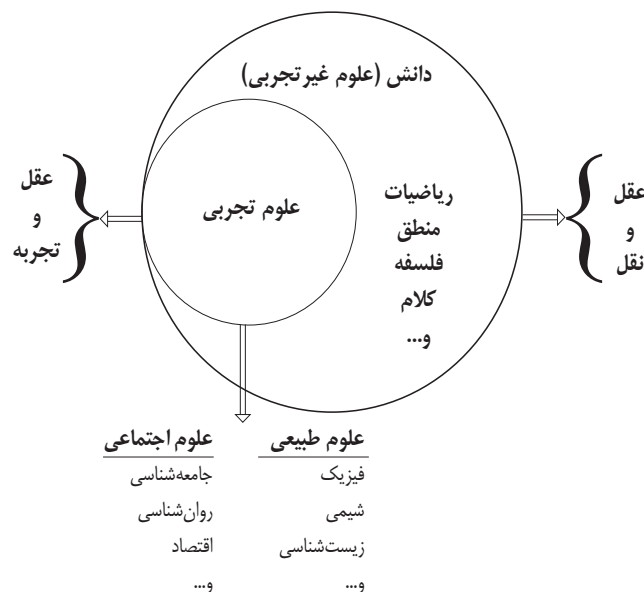 دانش (علوم غیرتجربی)
علوم تجربی
ریاضیات
منطق
فلسفه
کلام
و...
عقل
و
نقل
عقل
و
تجربه
علوم طبیعی
فیزیک
شیمی
زیست‌شناسی
و...
علوم اجتماعی
جامعه‌شناسی
روان‌شناسی
اقتصاد
و...